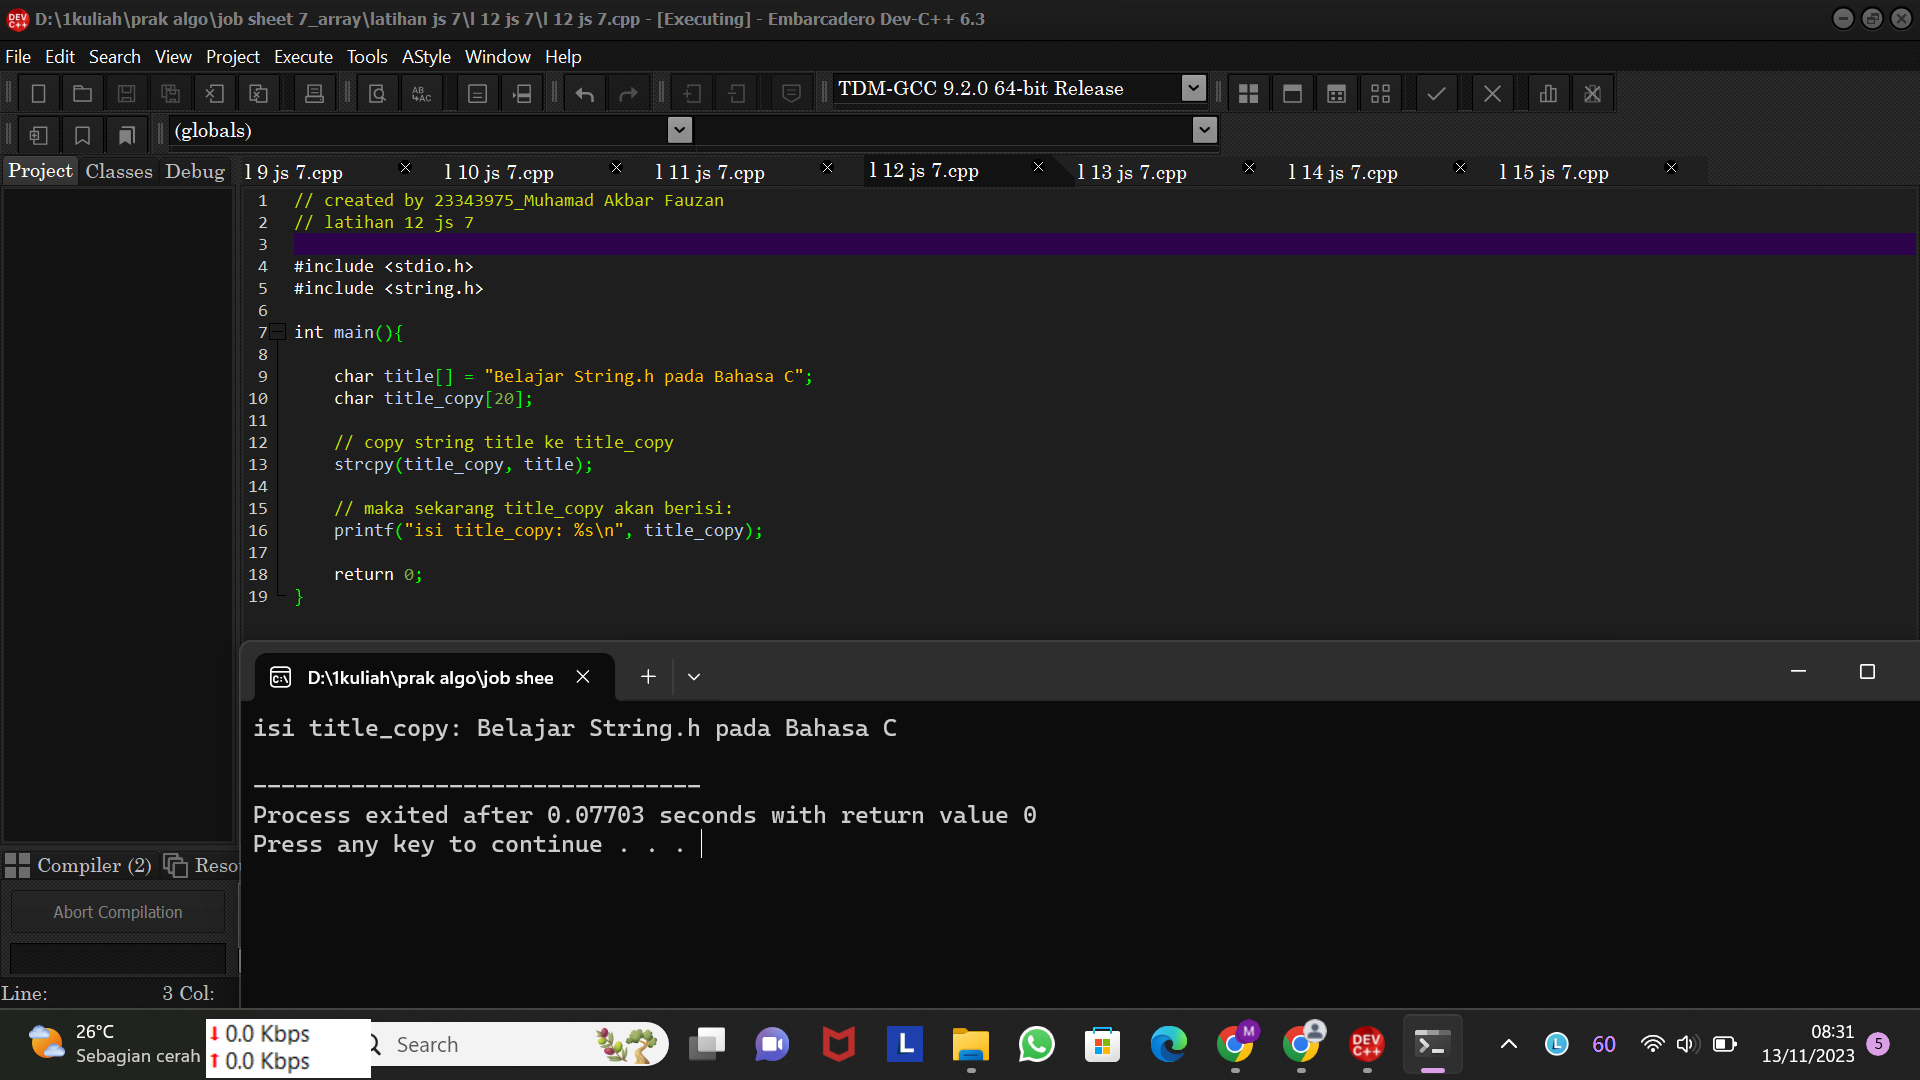 D:\1kuliah\prak algo\job sheet 7_array\latihan js 7\l 12 js 7\l 12 js 7.cpp - [Executing] - Embarcadero Dev-C++ 6.3
File Edit Search View Project Execute Tools AStyle Window Help
TDM-GCC 9.2.0 64-bit Release
(globals)
Project Classes Debug
l 9 js 7.cpp l 10 js 7.cpp l 11 js 7.cpp l 12 js 7.cpp l 13 js 7.cpp l 14 js 7.cpp l 15 js 7.cpp
1 // created by 23343975_Muhamad Akbar Fauzan
2 // latihan 12 js 7
3
4 #include <stdio.h>
5 #include <string.h>
6
7 int main(){
8
9 char title[] = "Belajar String.h pada Bahasa C";
10 char title_copy[20];
11
12 // copy string title ke title_copy
13 strcpy(title_copy, title);
14
15 // maka sekarang title_copy akan berisi:
16 printf("isi title_copy: %s\n", title_copy);
17
18 return 0;
19 }
D:\1kuliah\prak algo\job shee
isi title_copy: Belajar String.h pada Bahasa C
--------------------------------
Process exited after 0.07703 seconds with return value 0
Press any key to continue . . .
Compiler (2) Reso
Abort Compilation
Line: 3 Col:
26°C
Sebagian cerah
0.0 Kbps
0.0 Kbps
Search
60
08:31
13/11/2023
5